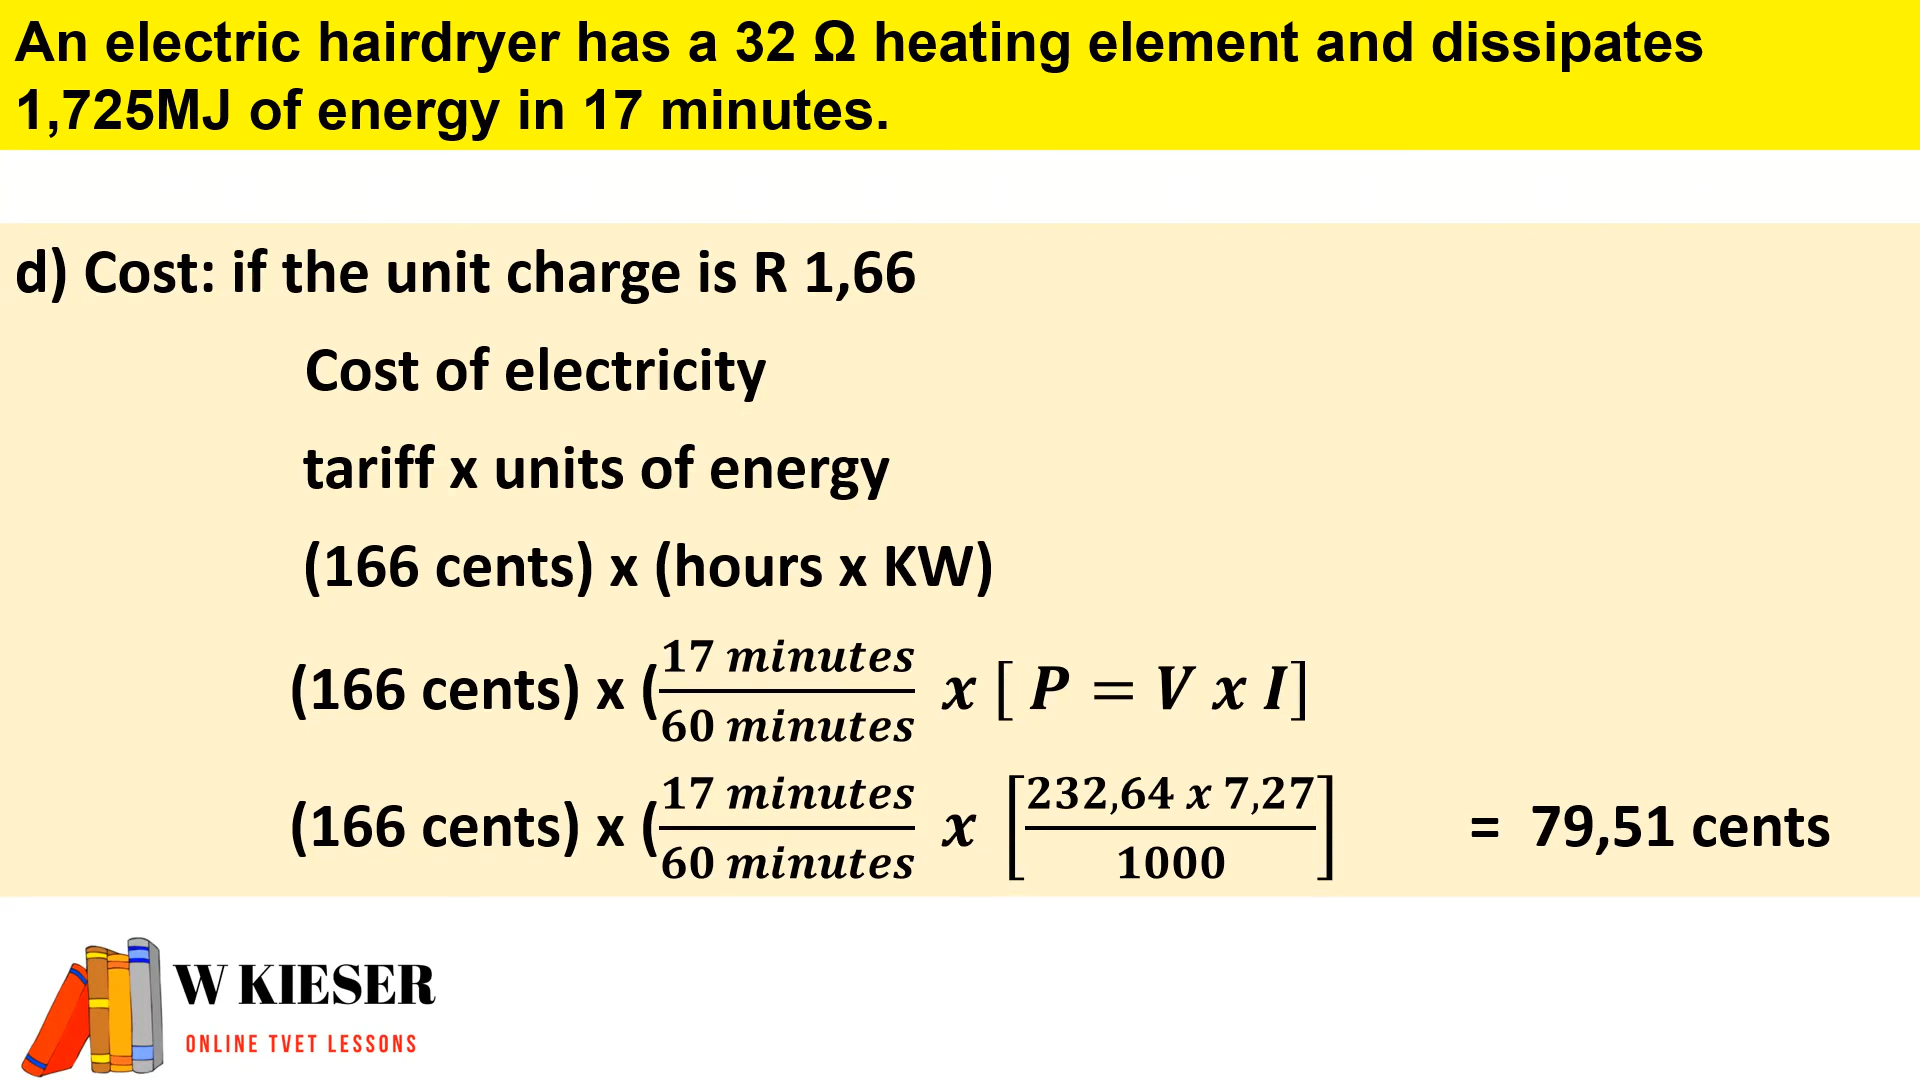 An electric hairdryer has a 32 Ω heating element and dissipates
1,725MJ of energy in 17 minutes.
d) Cost: if the unit charge is R 1,66
Cost of electricity
tariff x units of energy
(166 cents) x (hours x KW)
(166 cents) x (17 minutes/60 minutes x [ P = V x I]
(166 cents) x (17 minutes/60 minutes x [232,64 x 7,27/1000] = 79,51 cents
W KIESER
ONLINE TVET LESSONS